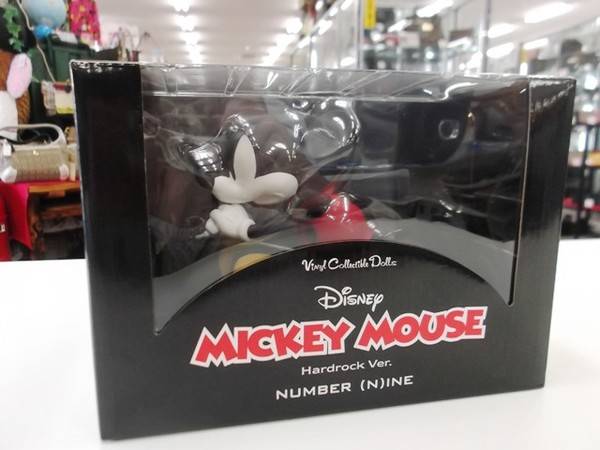 Vinyl Collectible Dolls
Disney
MICKEY MOUSE
Hardrock Ver.
NUMBER (N)INE